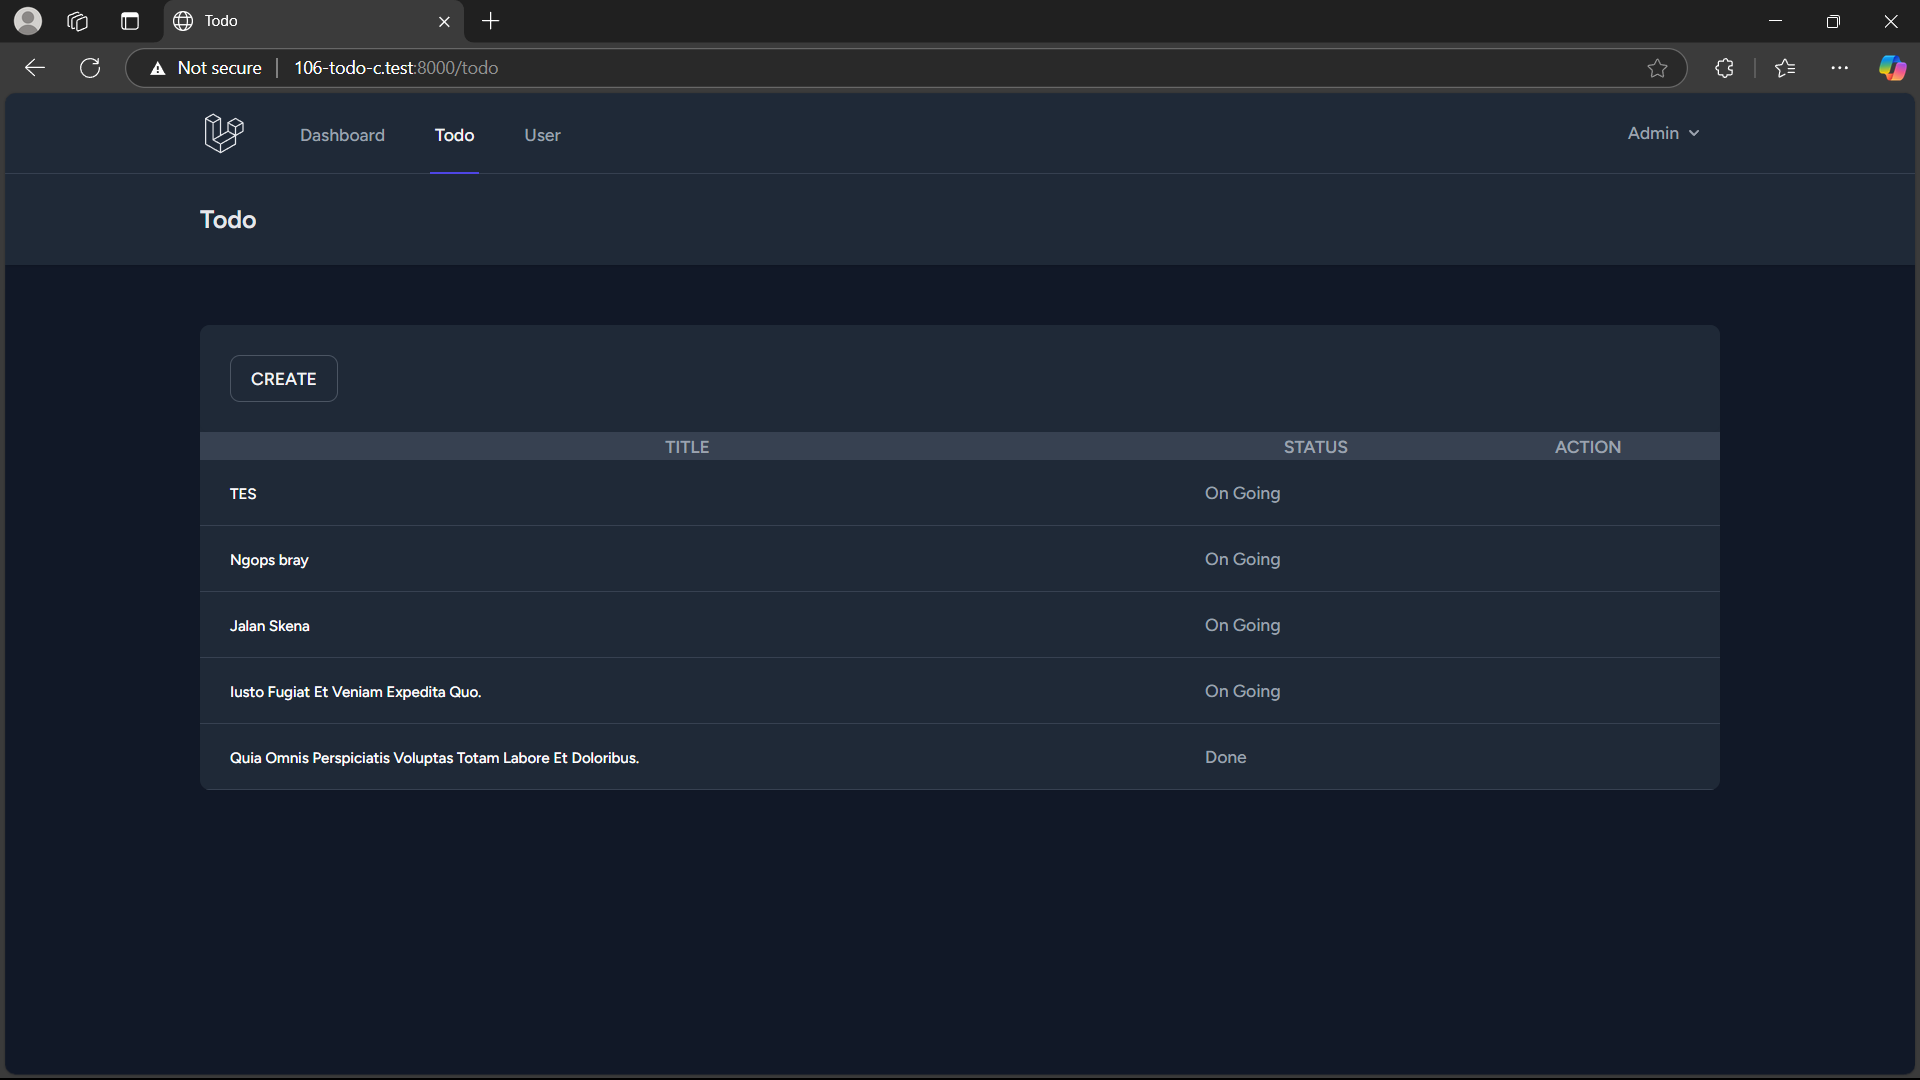 Todo
Not secure
106-todo-c.test:8000/todo
Dashboard Todo User Admin
Todo
CREATE
TITLE STATUS ACTION
TES On Going
Ngops bray On Going
Jalan Skena On Going
Iusto Fugiat Et Veniam Expedita Quo. On Going
Quia Omnis Perspiciatis Voluptas Totam Labore Et Doloribus. Done